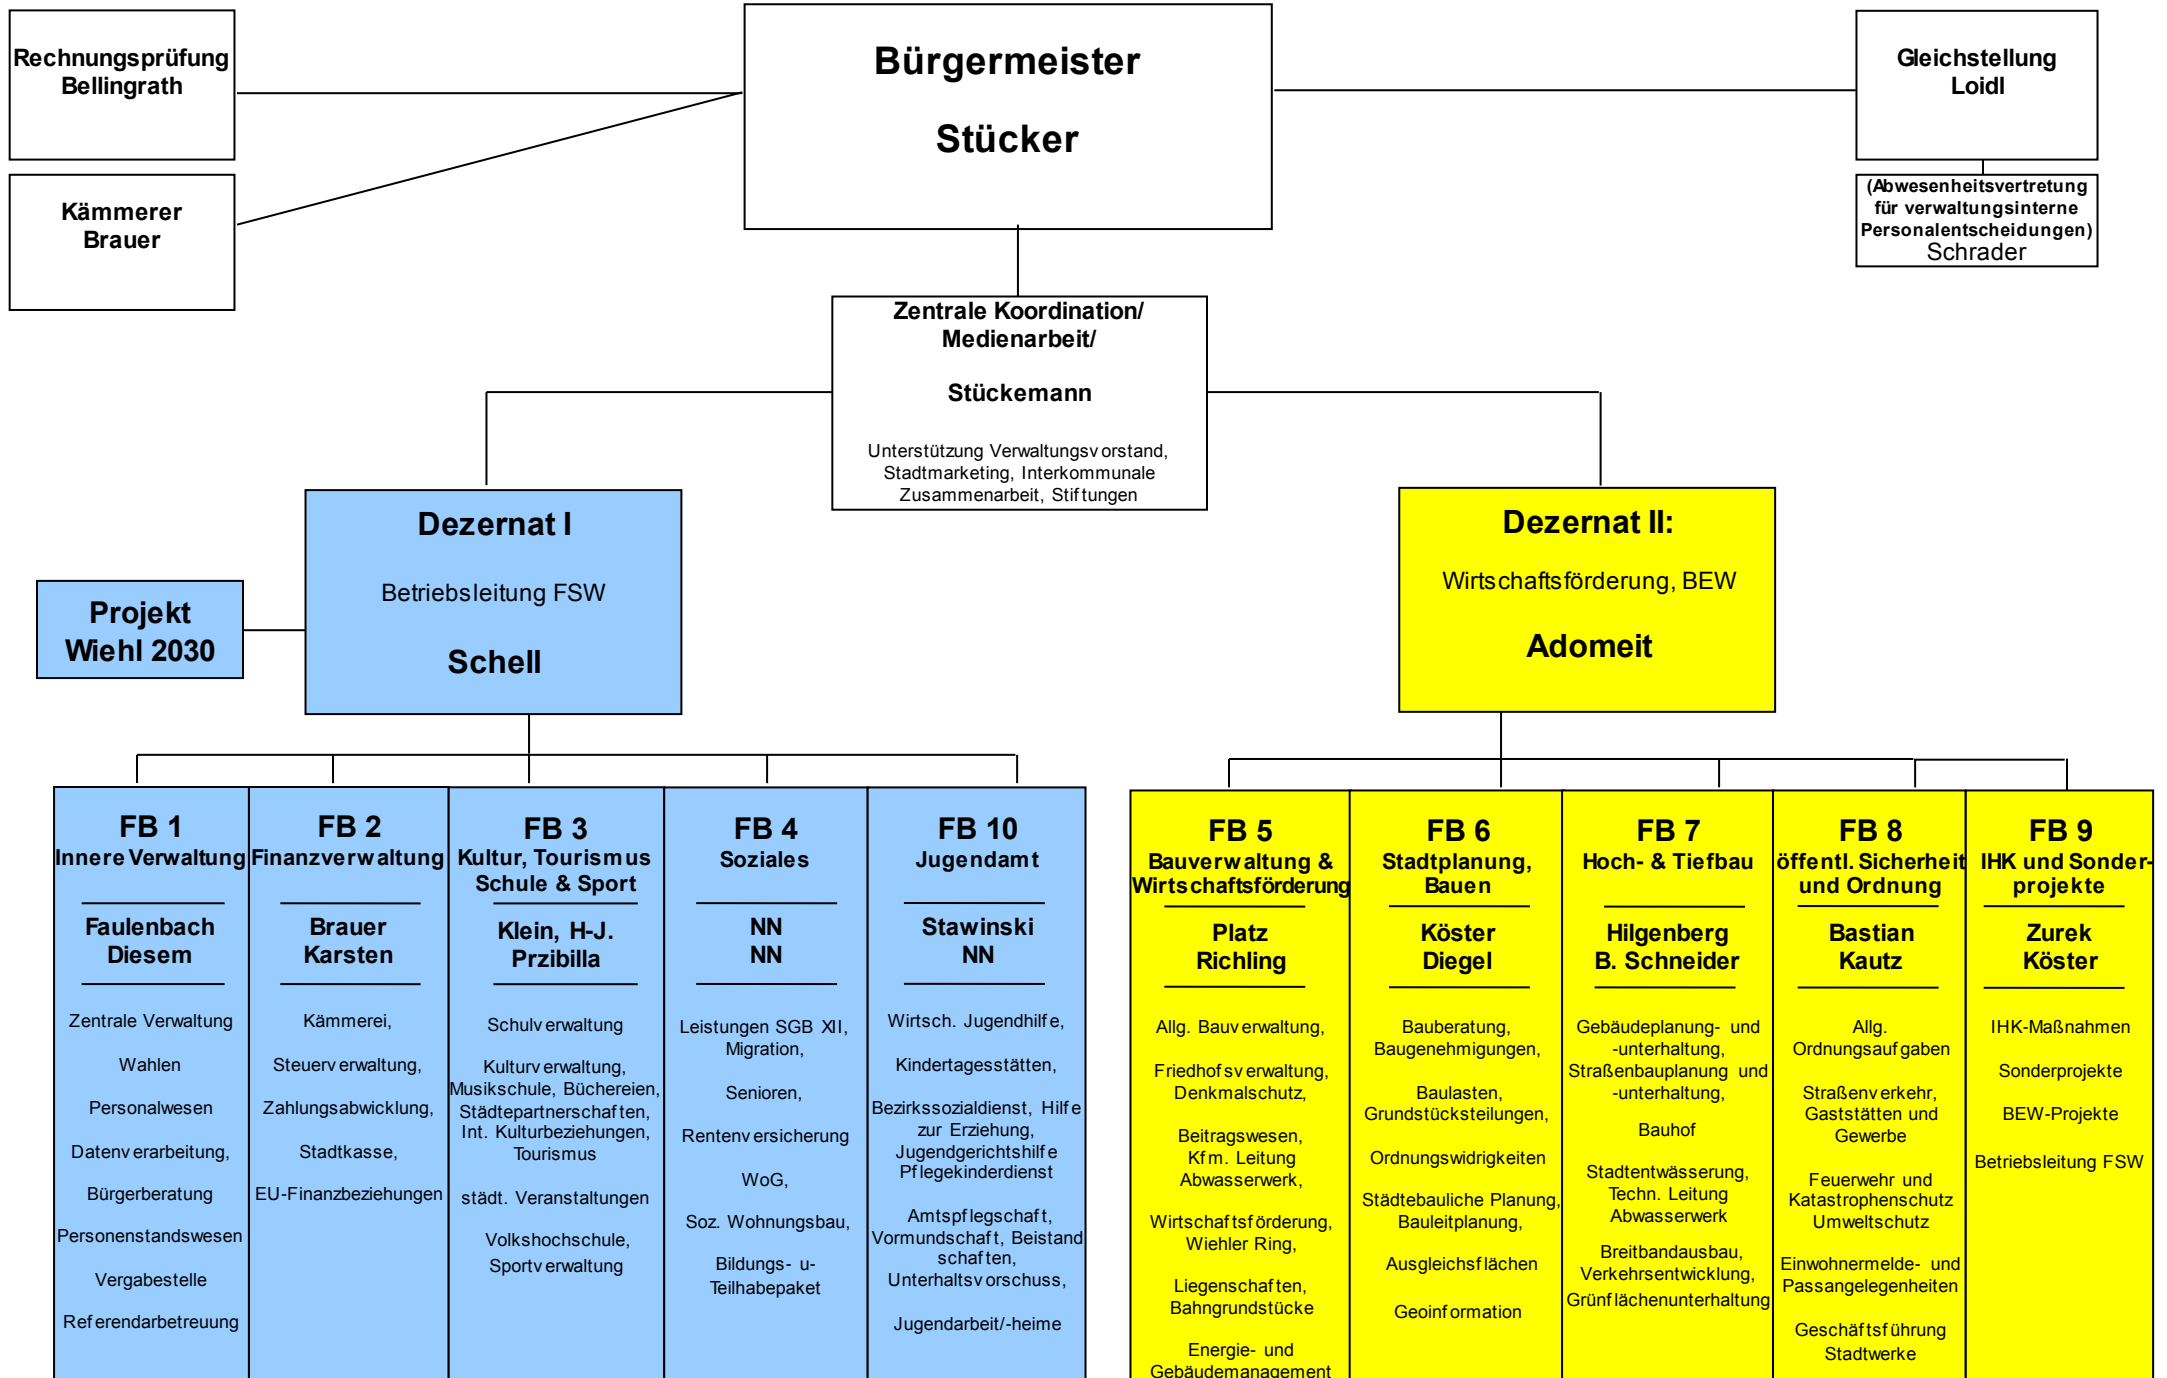 Rechnungsprüfung
Bellingrath
Bürgermeister
Stücker
Gleichstellung
Loidl
Kämmerer
Brauer
(Abwesenheitsvertretung
für verwaltungsinterne
Personalentscheidungen)
Schrader
Zentrale Koordination/
Medienarbeit/
Stückemann
Unterstützung Verwaltungsvorstand,
Stadtmarketing, Interkommunale
Zusammenarbeit, Stiftungen
Dezernat I
Betriebsleitung FSW
Schell
Projekt
Wiehl 2030
Dezernat II:
Wirtschaftsförderung, BEW
Adomeit
FB 1
Innere Verwaltung
Faulenbach
Diesem
Zentrale Verwaltung
Wahlen
Personalwesen
Datenverarbeitung,
Bürgerberatung
Personenstandswesen
Vergabestelle
Referendarbetreuung
FB 2
Finanzverwaltung
Brauer
Karsten
Kämmerei,
Steuerverwaltung,
Zahlungsabwicklung,
Stadtkasse,
EU-Finanzbeziehungen
FB 3
Kultur, Tourismus
Schule & Sport
Klein, H-J.
Przibilla
Schulverwaltung
Kulturverwaltung,
Musikschule, Büchereien,
Städtepartnerschaften,
Int. Kulturbeziehungen,
Tourismus
städt. Veranstaltungen
Volkshochschule,
Sportverwaltung
FB 4
Soziales
NN
NN
Leistungen SGB XII,
Migration,
Senioren,
Rentenversicherung
WoG,
Soz. Wohnungsbau,
Bildungs- u-
Teilhabepaket
FB 10
Jugendamt
Stawinski
NN
Wirtsch. Jugendhilfe,
Kindertagesstätten,
Bezirkssozialdienst, Hilfe
zur Erziehung,
Jugendgerichtshilfe
Pflegekinderdienst
Amtspflegschaft,
Vormundschaft, Beistand
schaften,
Unterhaltsvorschuss,
Jugendarbeit/-heime
FB 5
Bauverwaltung &
Wirtschaftsförderung
Platz
Richling
Allg. Bauverwaltung,
Friedhofsverwaltung,
Denkmalschutz,
Beitragswesen,
Kfm. Leitung
Abwasserwerk,
Wirtschaftsförderung,
Wiehler Ring,
Liegenschaften,
Bahngrundstücke
Energie- und
Gebäudemanagement
FB 6
Stadtplanung,
Bauen
Köster
Diegel
Bauberatung,
Baugenehmigungen,
Baulasten,
Grundstücksteilungen,
Ordnungswidrigkeiten
Städtebauliche Planung,
Bauleitplanung,
Ausgleichsflächen
Geoinformation
FB 7
Hoch- & Tiefbau
Hilgenberg
B. Schneider
Gebäudeplanung- und
-unterhaltung,
Straßenbauplanung und
-unterhaltung,
Bauhof
Stadtentwässerung,
Techn. Leitung
Abwasserwerk
Breitbandausbau,
Verkehrsentwicklung,
Grünflächenunterhaltung
FB 8
öffentl. Sicherheit
und Ordnung
Bastian
Kautz
Allg.
Ordnungsaufgaben
Straßenverkehr,
Gaststätten und
Gewerbe
Feuerwehr und
Katastrophenschutz
Umweltschutz
Einwohnermelde- und
Passangelegenheiten
Geschäftsführung
Stadtwerke
FB 9
IHK und Sonder-
projekte
Zurek
Köster
IHK-Maßnahmen
Sonderprojekte
BEW-Projekte
Betriebsleitung FSW